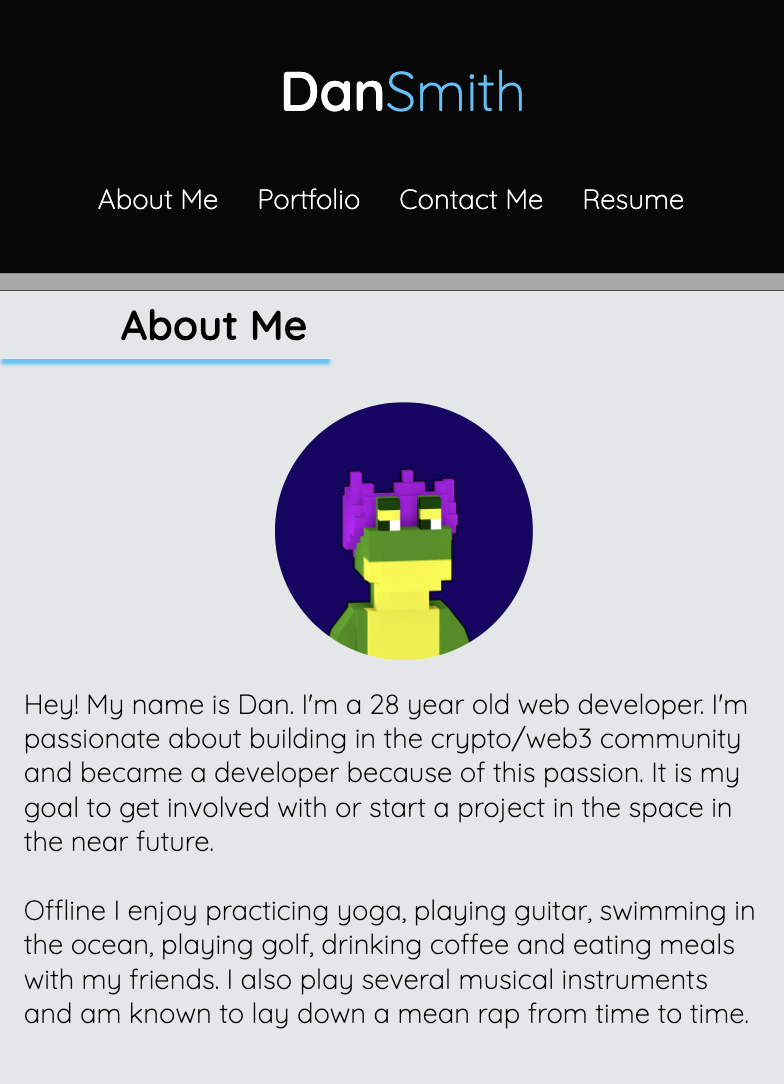 DanSmith
About Me Portfolio Contact Me Resume
About Me
Hey! My name is Dan. I'm a 28 year old web developer. I'm
passionate about building in the crypto/web3 community
and became a developer because of this passion. It is my
goal to get involved with or start a project in the space in
the near future.
Offline I enjoy practicing yoga, playing guitar, swimming in
the ocean, playing golf, drinking coffee and eating meals
with my friends. I also play several musical instruments
and am known to lay down a mean rap from time to time.